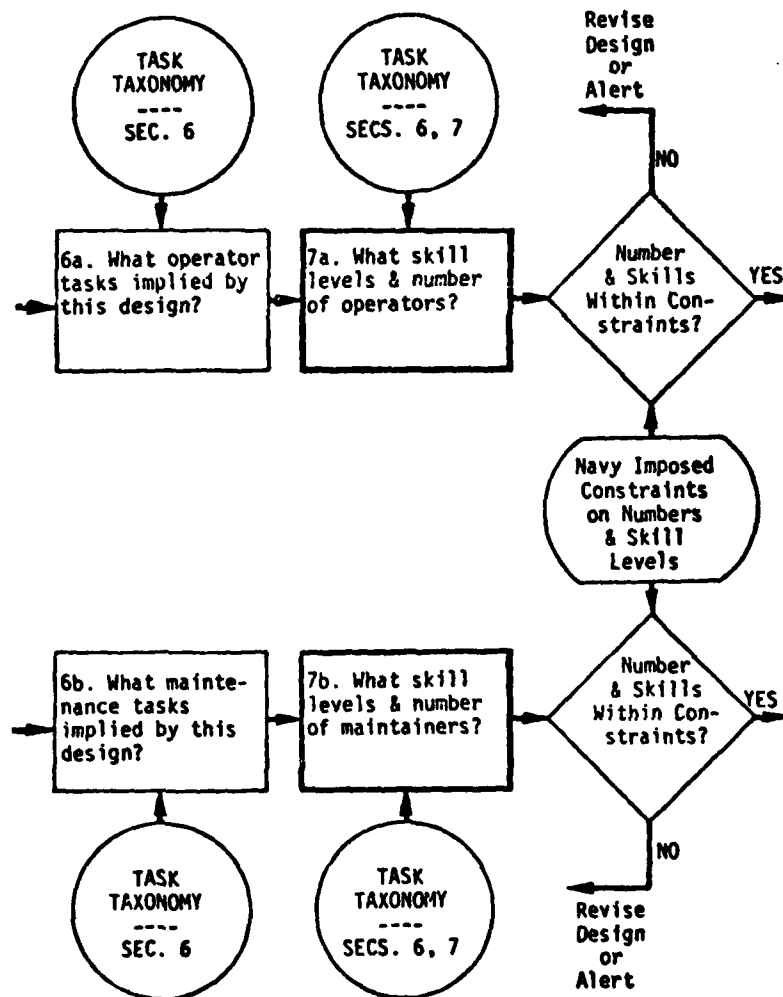 Revise
Design
or
Alert
TASK
TAXONOMY
----
SEC. 6
TASK
TAXONOMY
----
SECS. 6, 7
NO
6a. What operator
tasks implied by
this design?
7a. What skill
levels & number
of operators?
Number
& Skills
Within Con-
straints?
YES
Navy Imposed
Constraints
on Numbers
& Skill
Levels
6b. What mainte-
nance tasks
implied by this
design?
7b. What skill
levels & number
of maintainers?
Number
& Skills
Within Con-
straints?
YES
NO
TASK
TAXONOMY
----
SEC. 6
TASK
TAXONOMY
----
SECS. 6, 7
Revise
Design
or
Alert